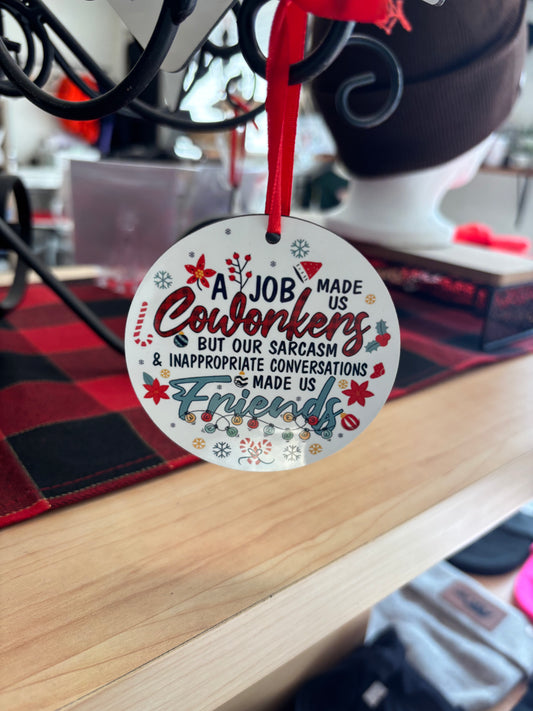 A JOB MADE US
Coworkers
BUT OUR SARCASM
& INAPPROPRIATE CONVERSATIONS
MADE US
Friends